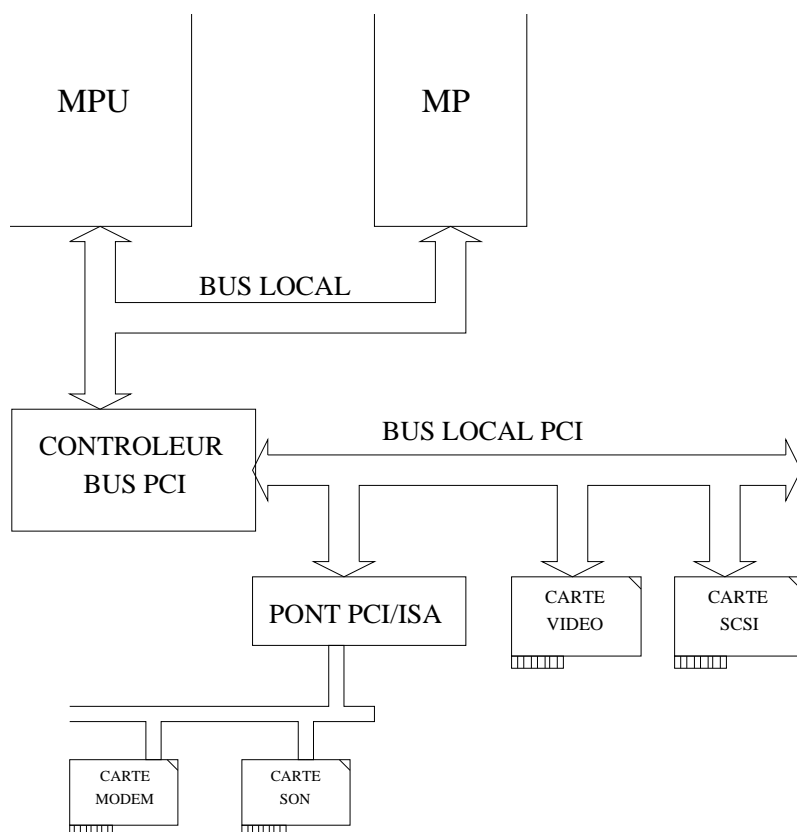 MPU
MP
BUS LOCAL
CONTROLEUR
BUS PCI
BUS LOCAL PCI
PONT PCI/ISA
CARTE
VIDEO
CARTE
SCSI
CARTE
MODEM
CARTE
SON